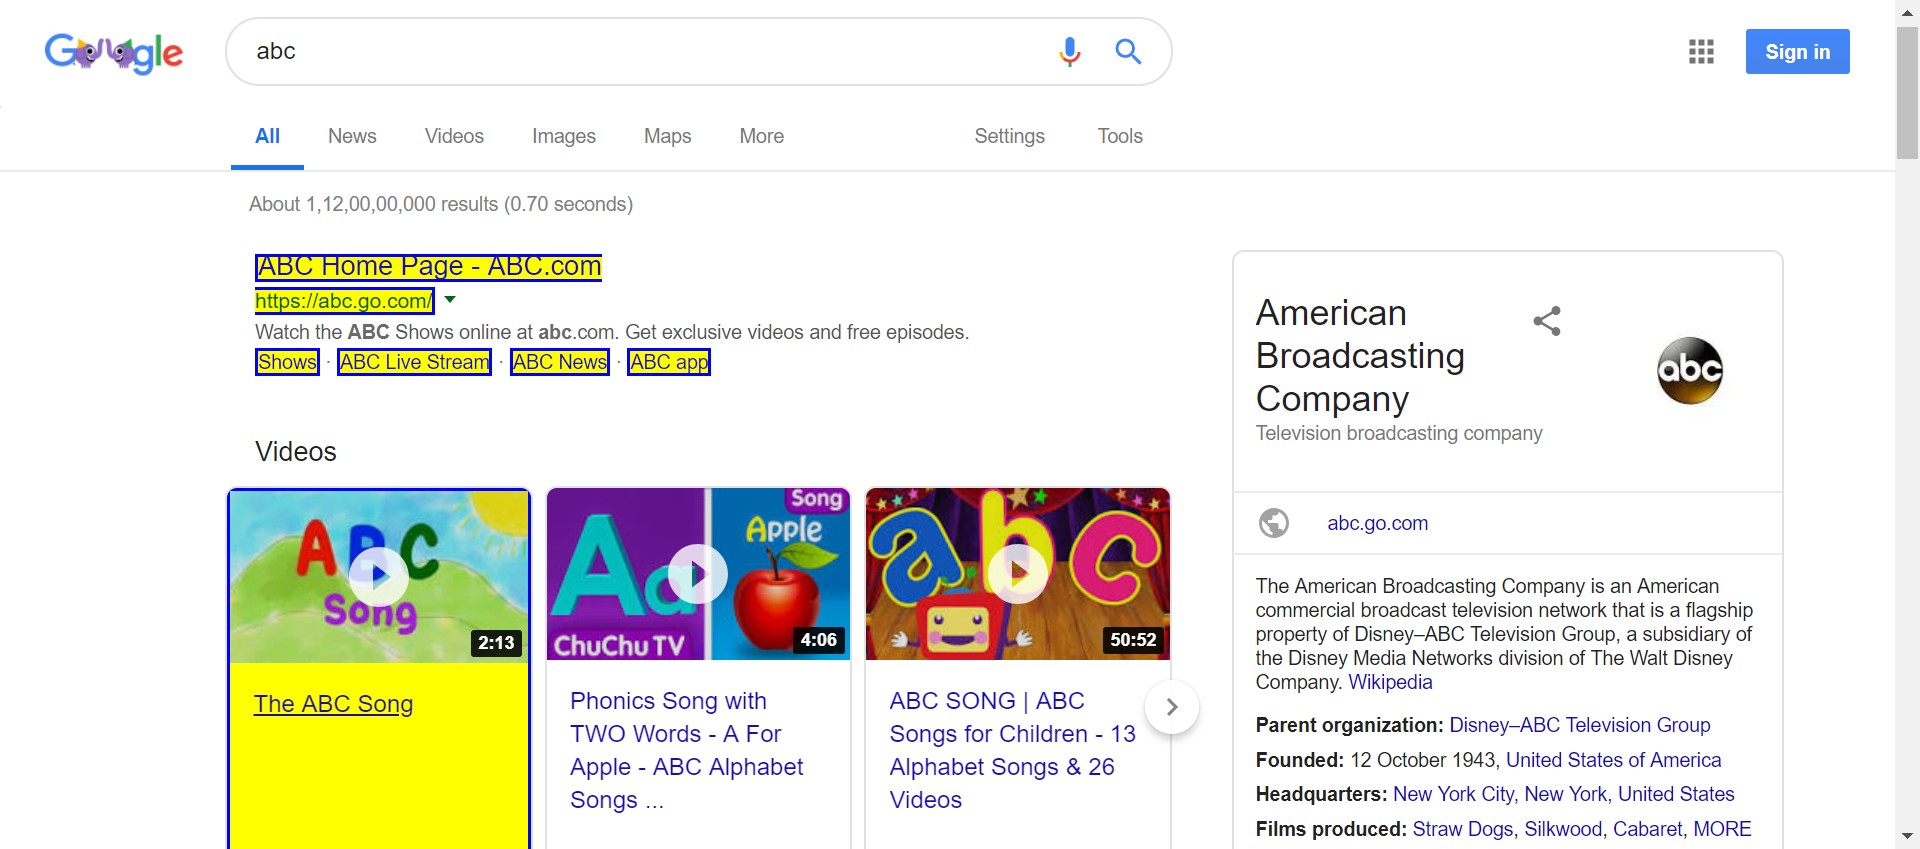 Google
abc
Sign in
All News Videos Images Maps More Settings Tools
About 1,12,00,00,000 results (0.70 seconds)
ABC Home Page - ABC.com
https://abc.go.com/
Watch the ABC Shows online at abc.com. Get exclusive videos and free episodes.
Shows · ABC Live Stream · ABC News · ABC app
Videos
ABC
Song
2:13
The ABC Song
Song
Aa
Apple
ChuChu TV
4:06
Phonics Song with
TWO Words - A For
Apple - ABC Alphabet
Songs ...
abc
50:52
ABC SONG | ABC
Songs for Children - 13
Alphabet Songs & 26
Videos
American
Broadcasting
Company
Television broadcasting company
abc
abc.go.com
The American Broadcasting Company is an American
commercial broadcast television network that is a flagship
property of Disney–ABC Television Group, a subsidiary of
the Disney Media Networks division of The Walt Disney
Company. Wikipedia
Parent organization: Disney–ABC Television Group
Founded: 12 October 1943, United States of America
Headquarters: New York City, New York, United States
Films produced: Straw Dogs, Silkwood, Cabaret, MORE